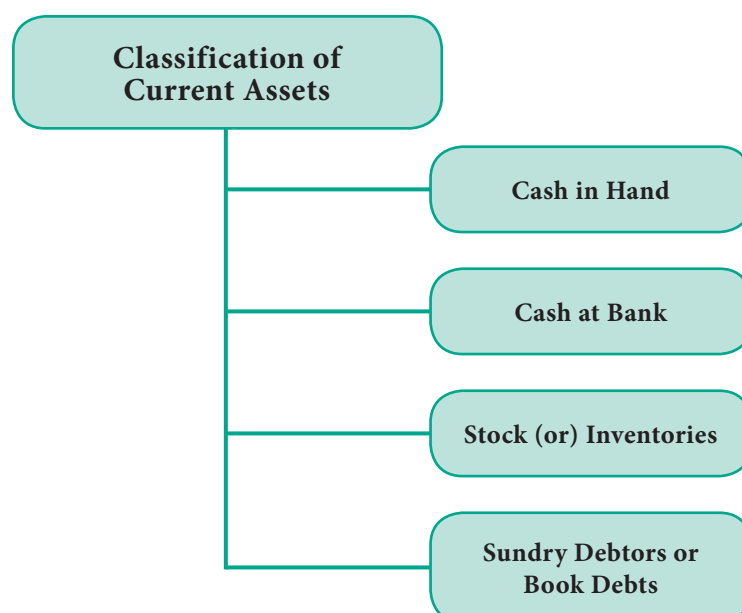 Classification of
Current Assets
Cash in Hand
Cash at Bank
Stock (or) Inventories
Sundry Debtors or
Book Debts